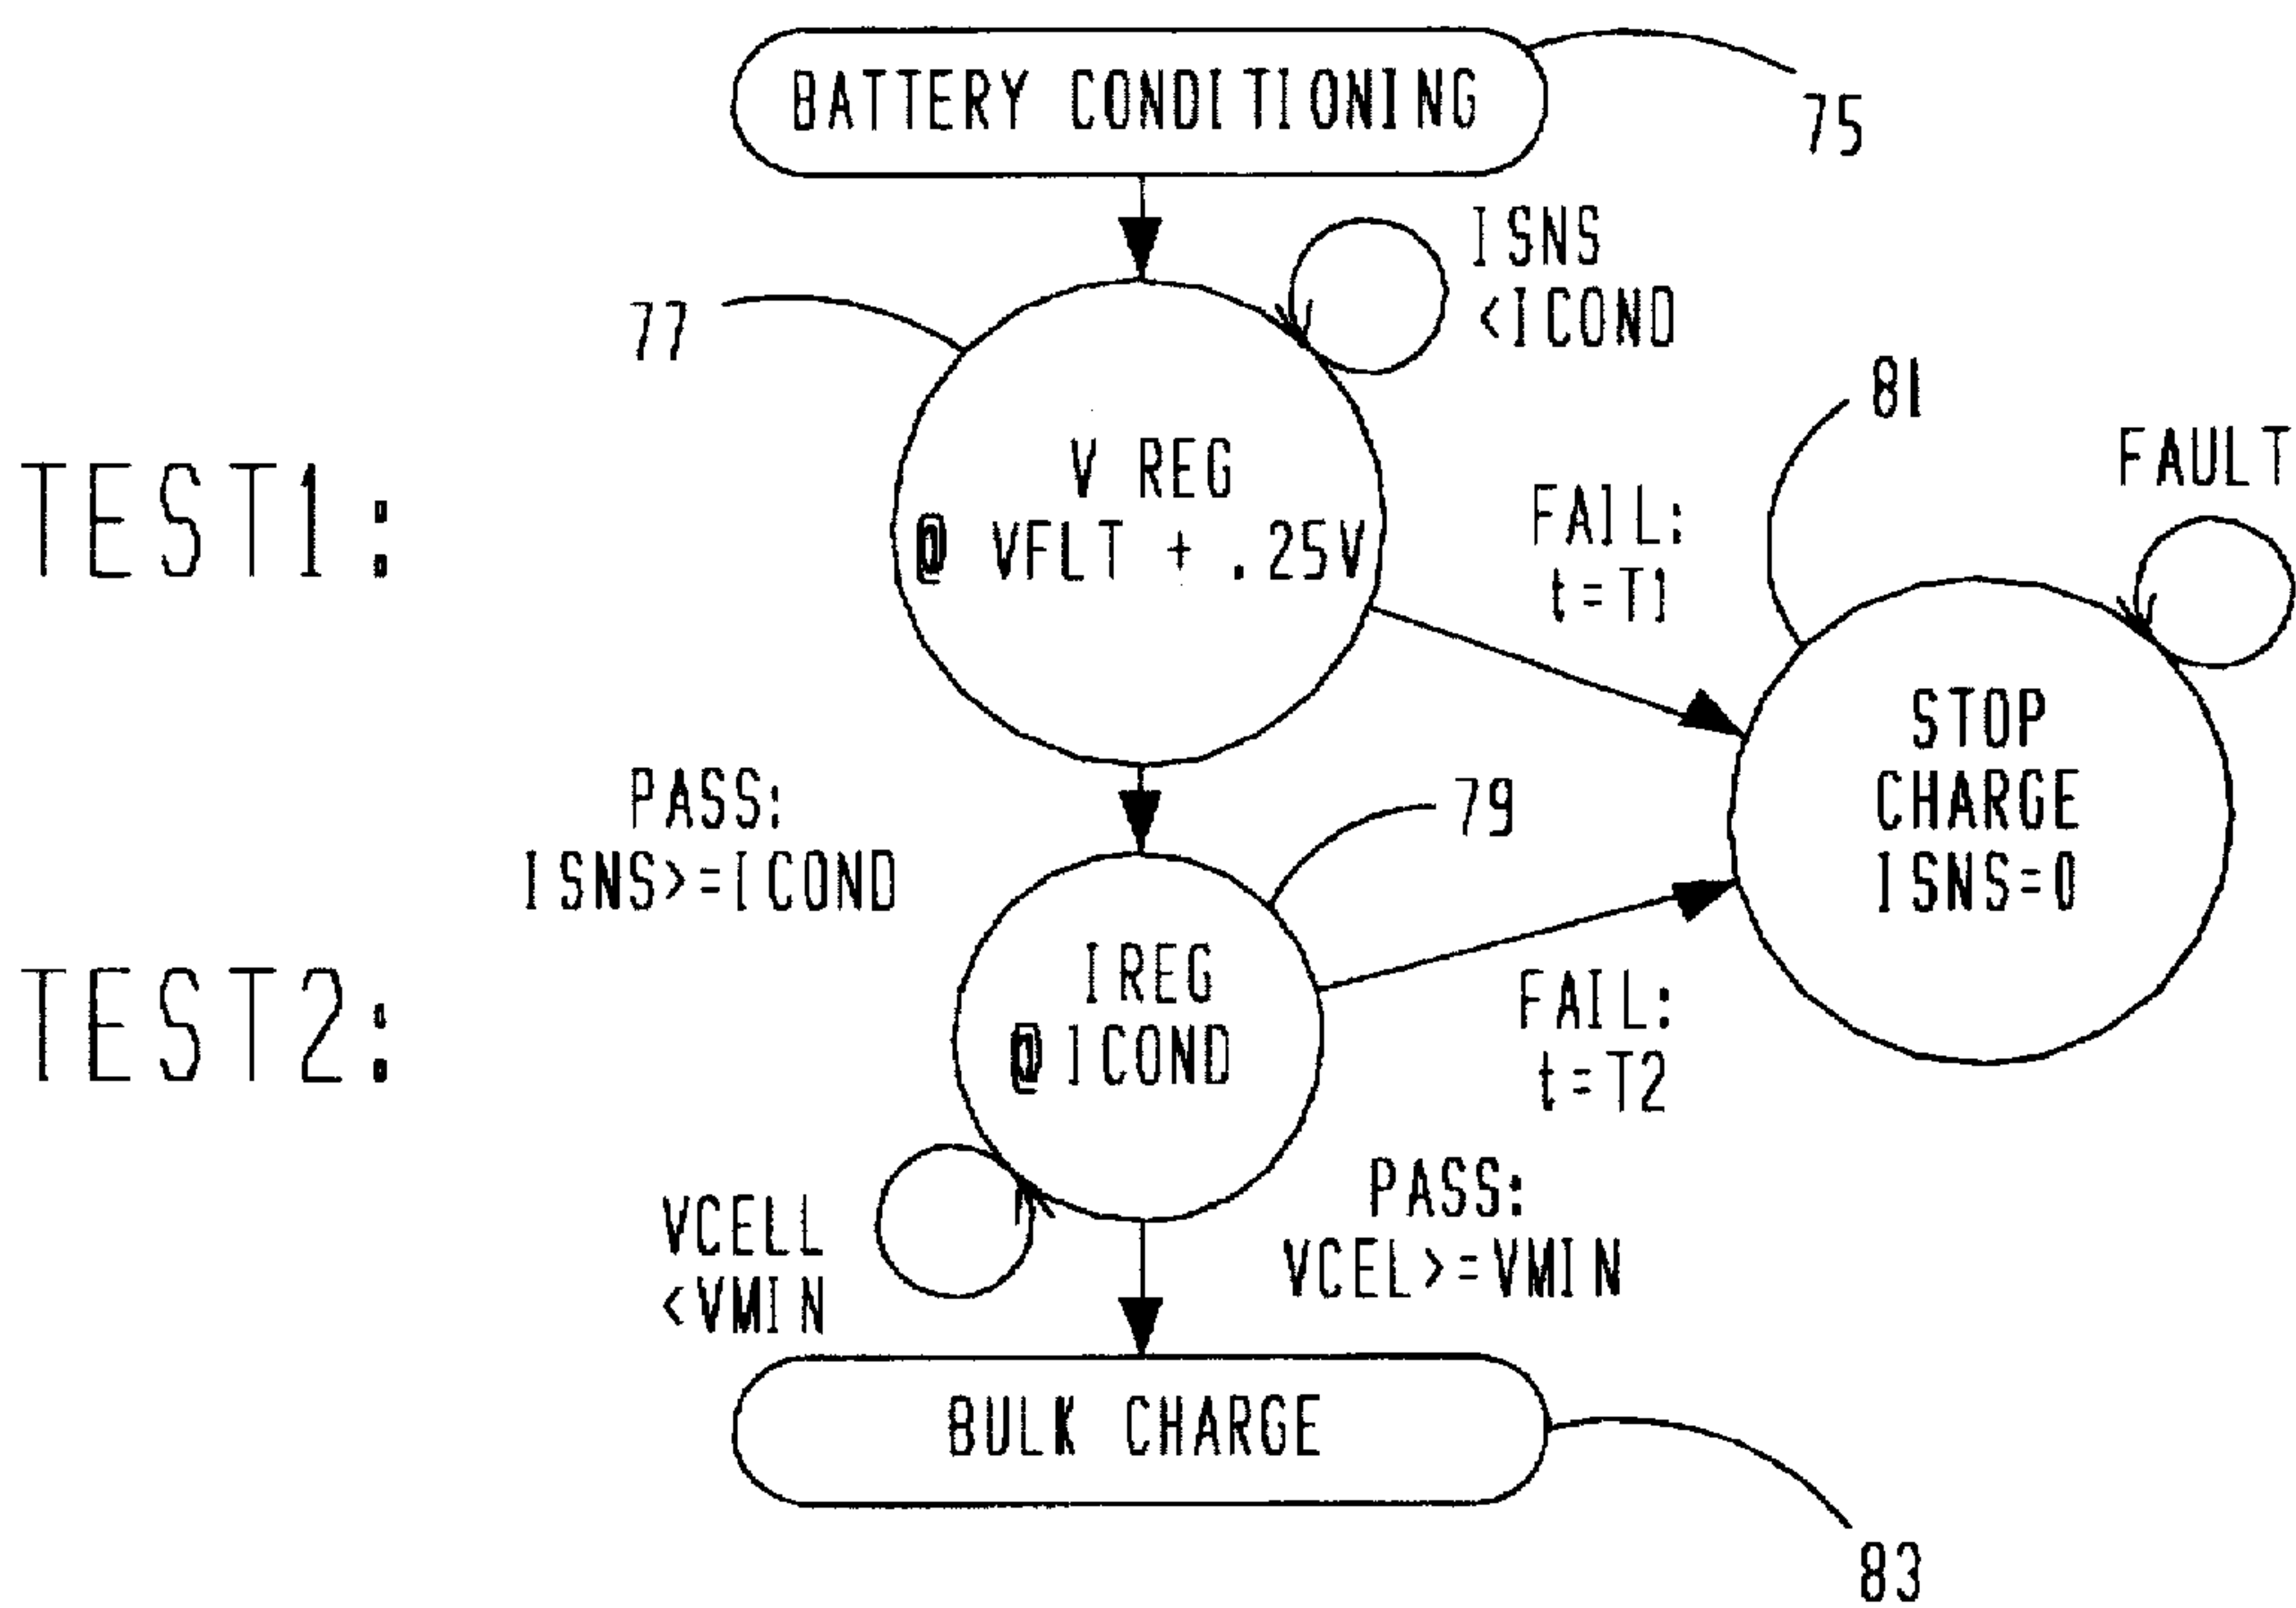 BATTERY CONDITIONING
75
ISNS
<ICOND
77
81
FAULT
TEST1:
V REG
@ VFLT + .25V
FAIL:
t=T1
STOP
CHARGE
ISNS=0
PASS:
ISNS>=ICOND
79
TEST2:
IREG
@ICOND
FAIL:
t=T2
VCELL
<VMIN
PASS:
VCEL>=VMIN
BULK CHARGE
83